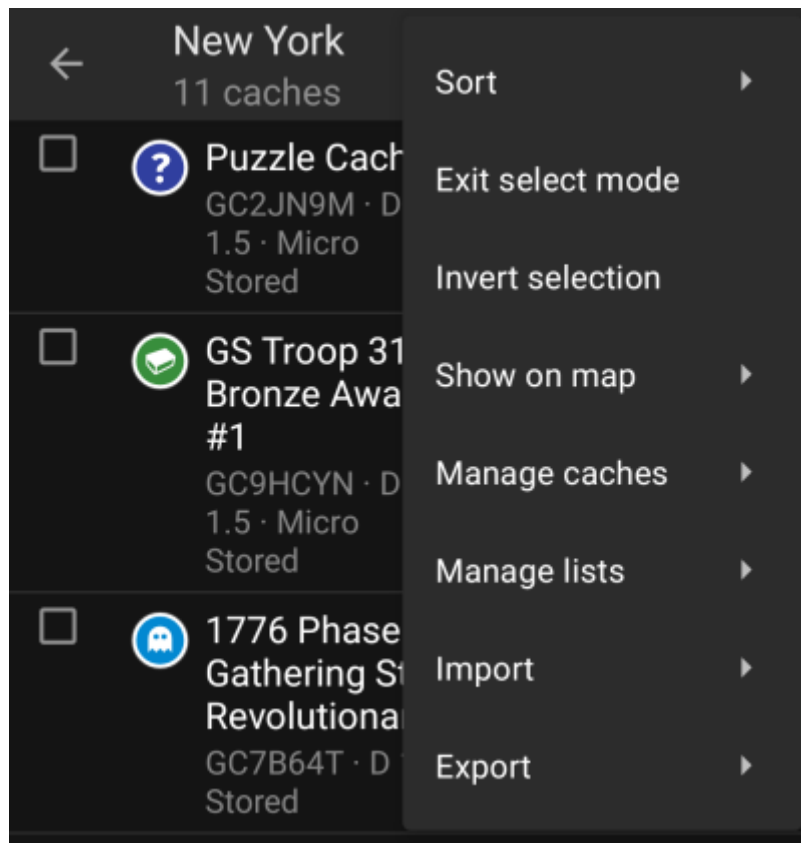 New York
11 caches
Puzzle Cach
GC2JN9M · D
1.5 · Micro
Stored
GS Troop 31
Bronze Awa
#1
GC9HCYN · D
1.5 · Micro
Stored
1776 Phase
Gathering St
Revolutiona
GC7B64T · D
Stored
Sort
Exit select mode
Invert selection
Show on map
Manage caches
Manage lists
Import
Export